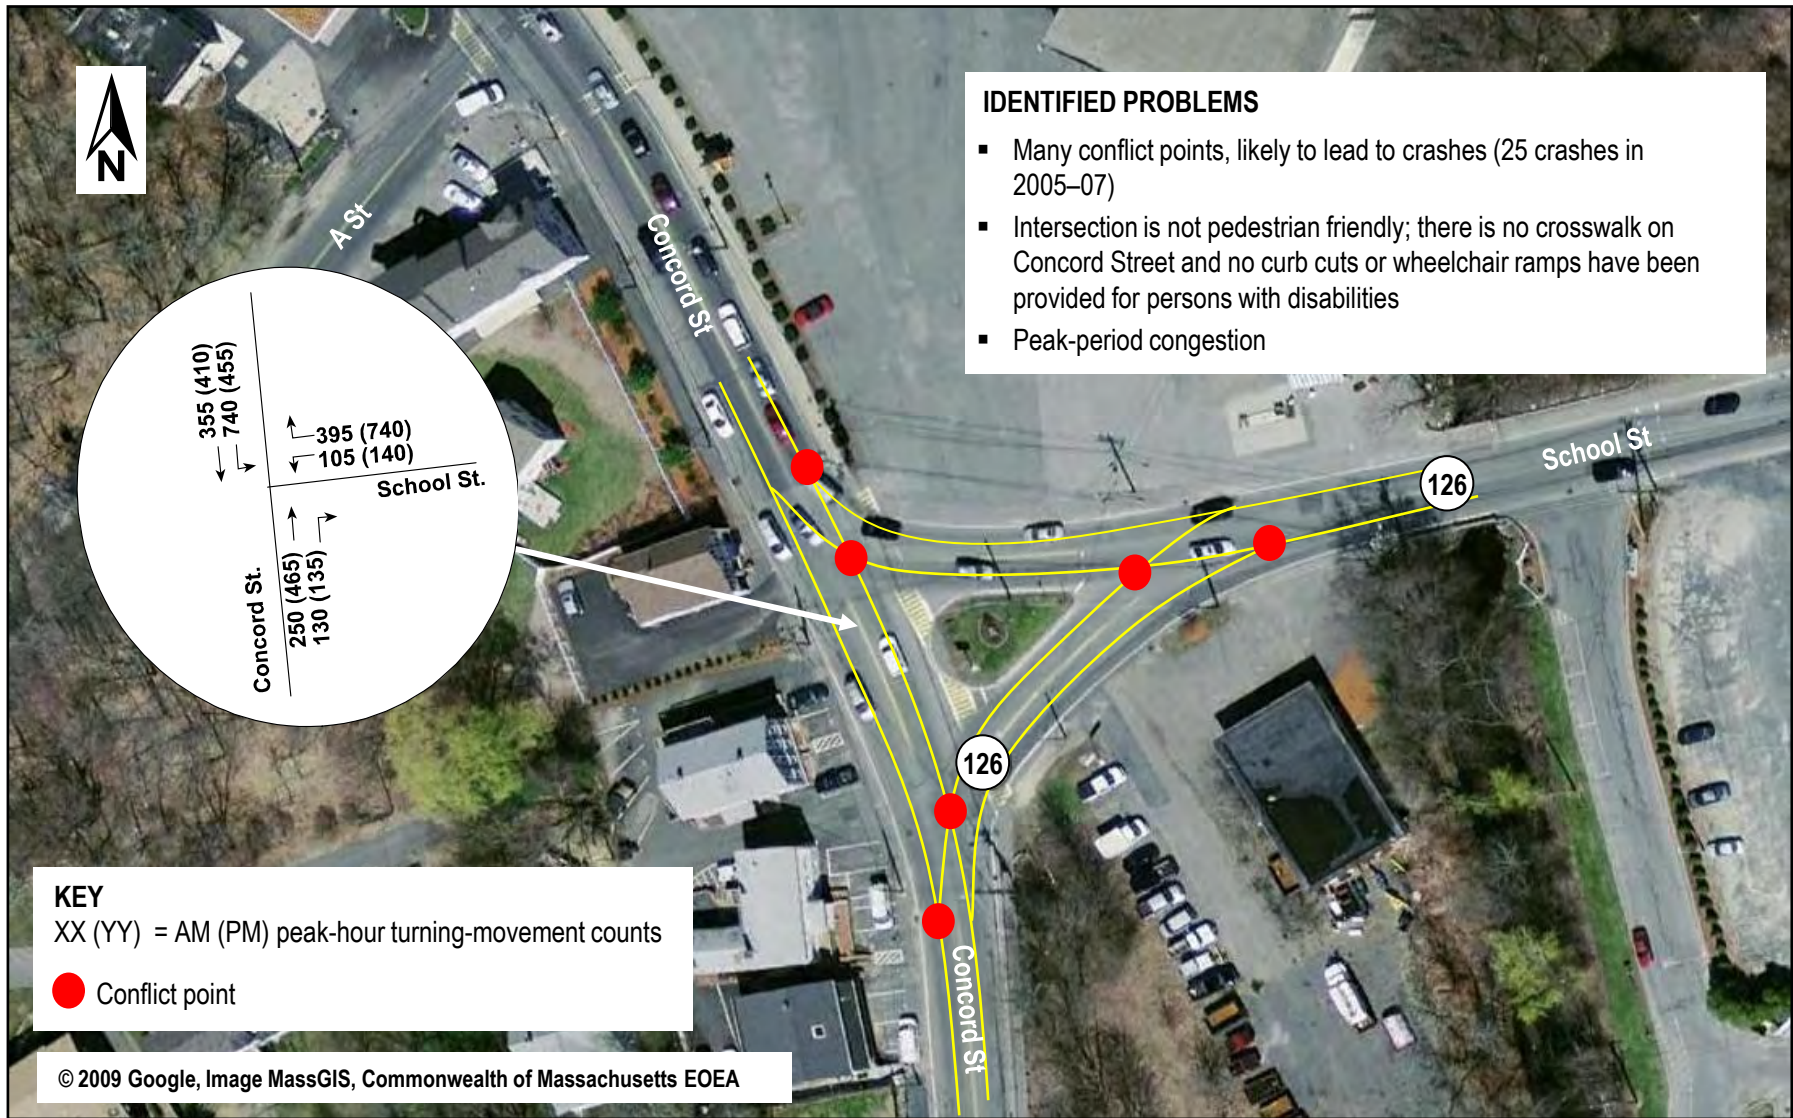 N
A St
Concord St
IDENTIFIED PROBLEMS
▪ Many conflict points, likely to lead to crashes (25 crashes in
2005–07)
▪ Intersection is not pedestrian friendly; there is no crosswalk on
Concord Street and no curb cuts or wheelchair ramps have been
provided for persons with disabilities
▪ Peak-period congestion
355 (410)
740 (455)
395 (740)
105 (140)
School St.
Concord St.
250 (465)
130 (135)
School St
126
126
Concord St
KEY
XX (YY) = AM (PM) peak-hour turning-movement counts
Conflict point
© 2009 Google, Image MassGIS, Commonwealth of Massachusetts EOEA